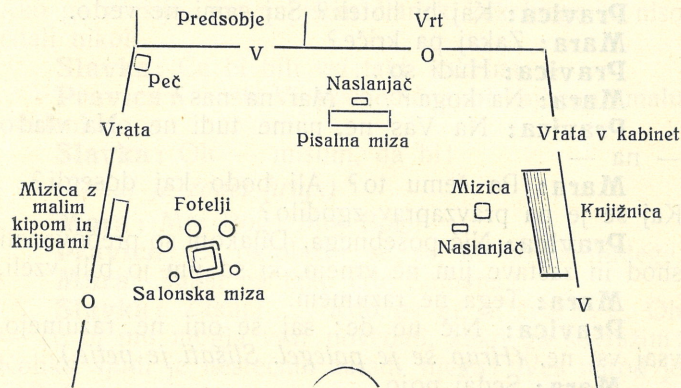 Predsobje
Vrt
V
O
Peč
Naslanjač
Vrata
Pisalna miza
Vrata v kabinet
Mizica z
malim
kipom in
knjigami
Fotelji
Mizica
Knjižnica
Naslanjač
O
Salonska miza
V